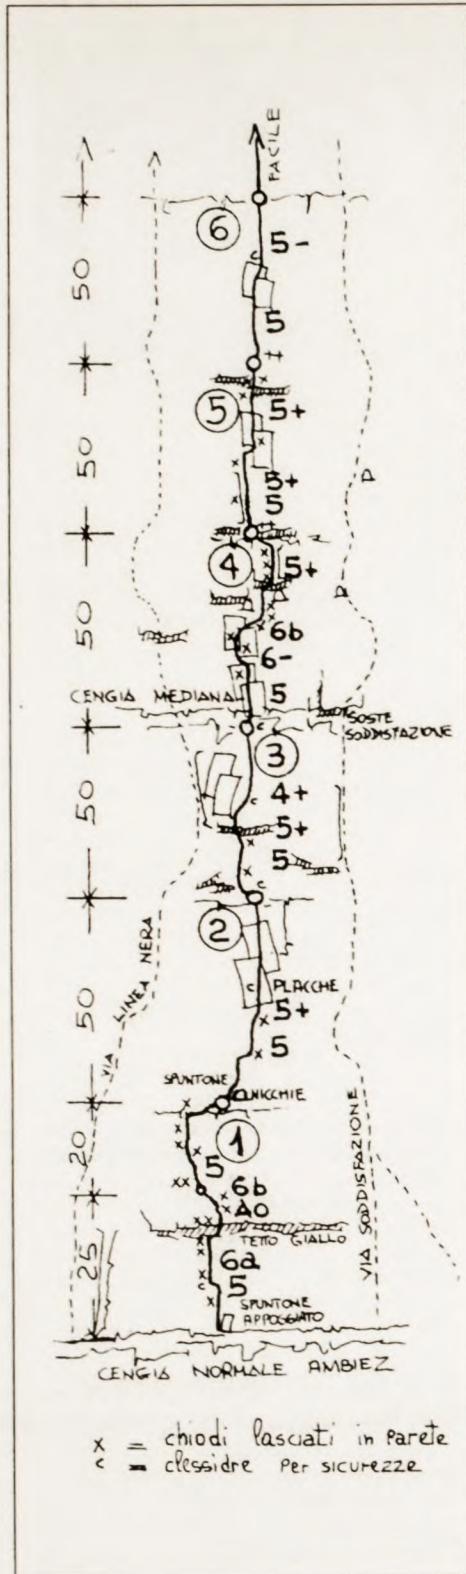 FACILE
6
5-
50
5
5
5+
50
5+
5
4
5+
50
6b
6-
5
CENGIA MEDIANA
SOSTE
SODDISFAZIONE
3
4+
50
5+
5
2
PLACCHE
VIA LINEA NERA
50
5+
5
SPUNTONE
NICCHIE
1
20
5
6b
A0
TETTO GIALLO
VIA SODDISFAZIONE
6a
25
5
SPUNTONE
APPOGGIATO
CENGIA NORMALE AMBIEZ
x = chiodi lasciati in parete
c = clessidre per sicurezze